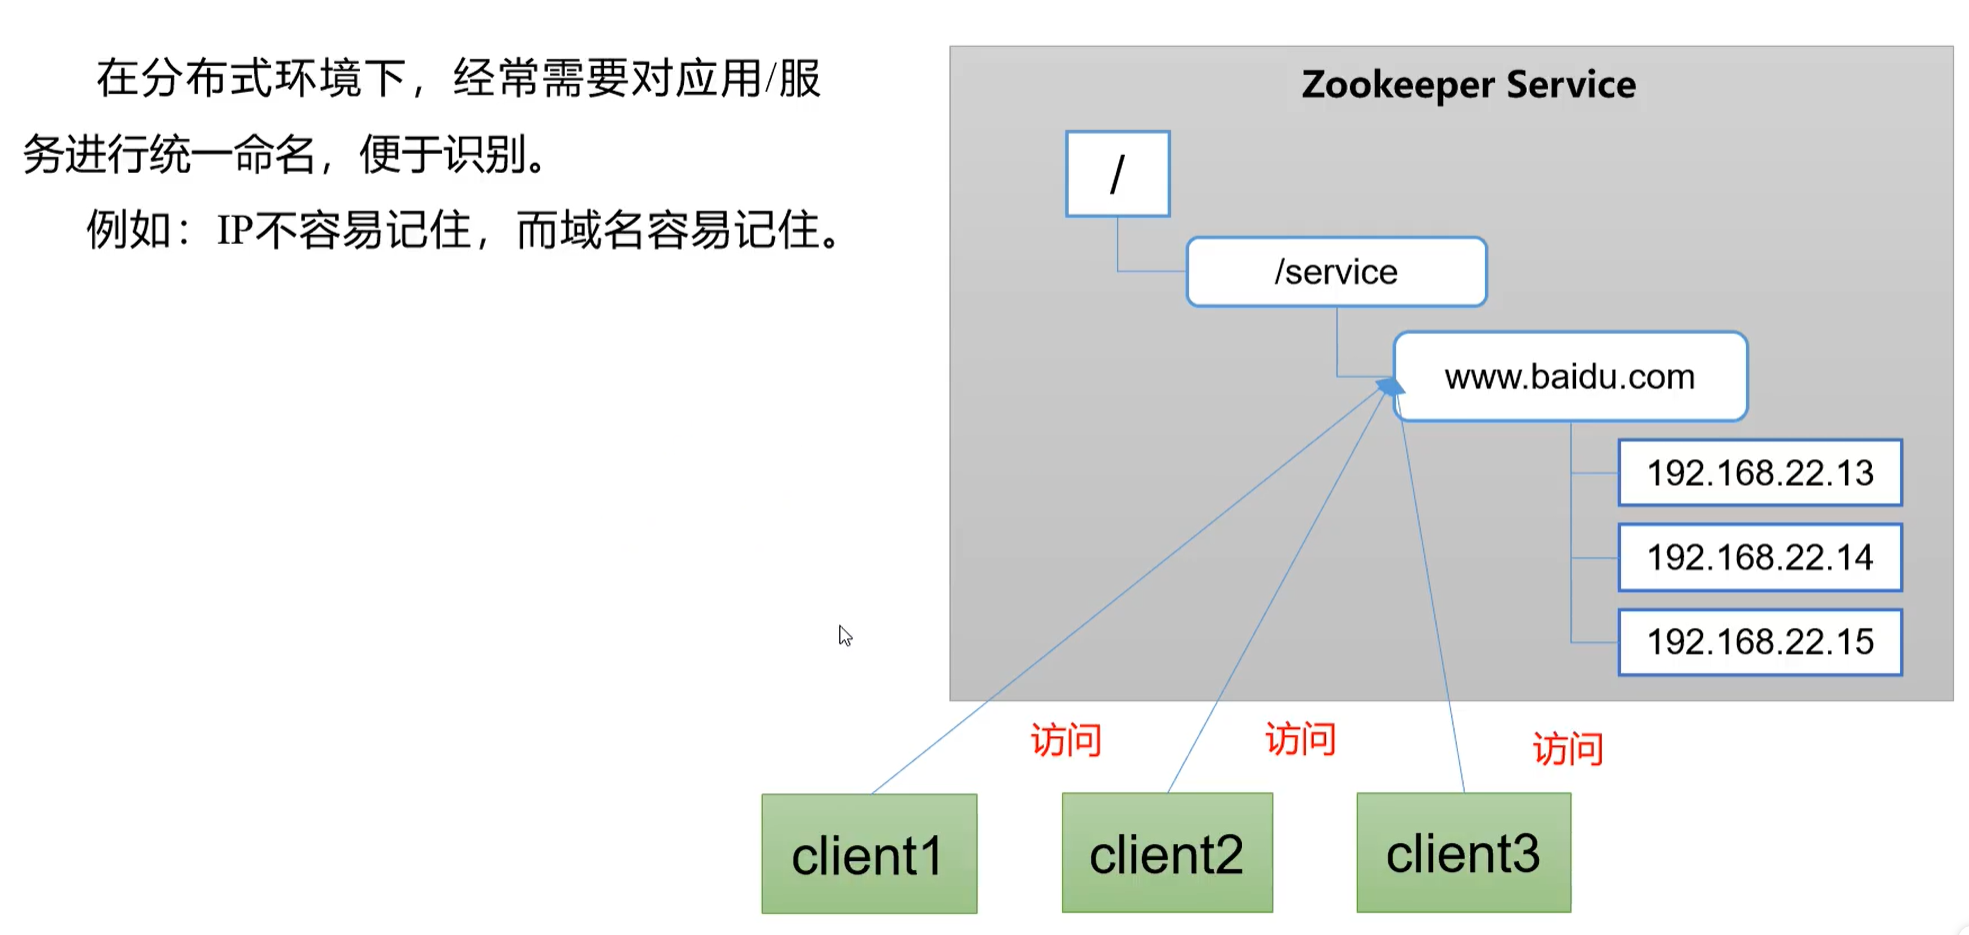 在分布式环境下，经常需要对应用/服
务进行统一命名，便于识别。
例如：IP不容易记住，而域名容易记住。
Zookeeper Service
/
/service
www.baidu.com
192.168.22.13
192.168.22.14
192.168.22.15
访问
访问
访问
client1
client2
client3